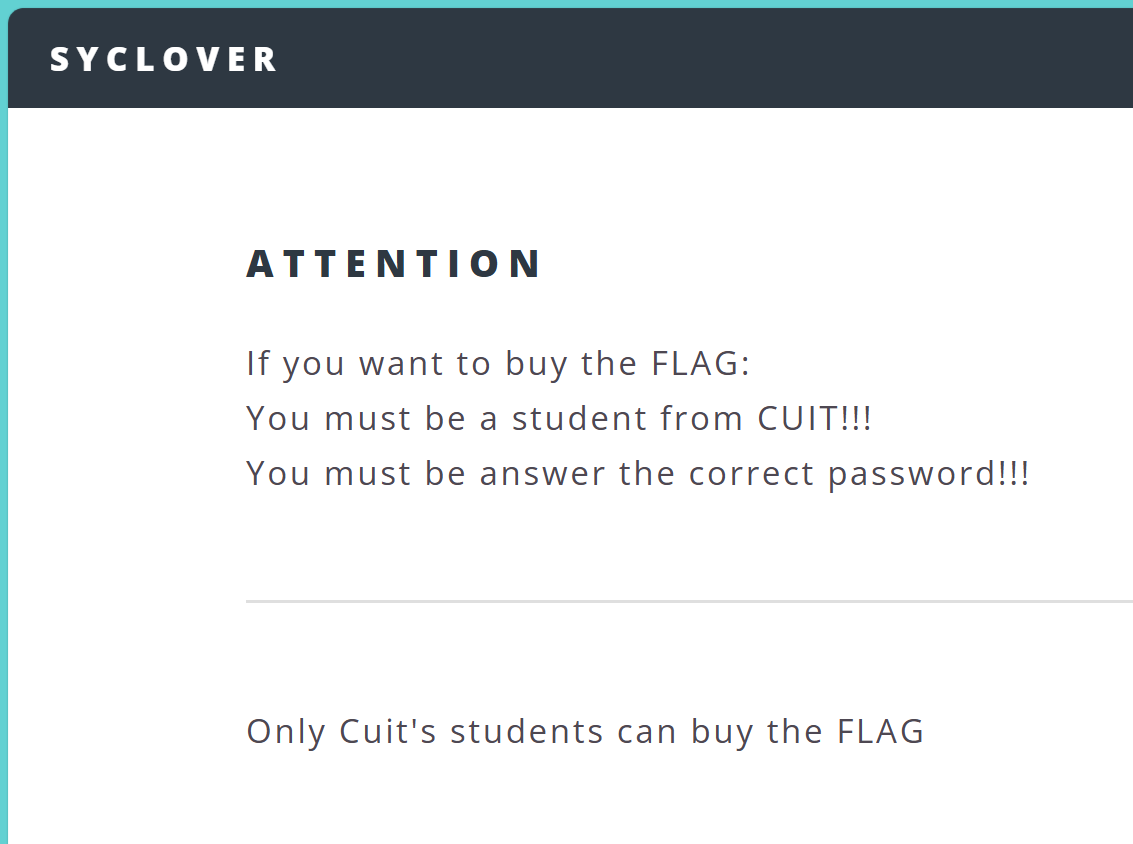 SYCLOVER
ATTENTION
If you want to buy the FLAG:
You must be a student from CUIT!!!
You must be answer the correct password!!!
Only Cuit's students can buy the FLAG